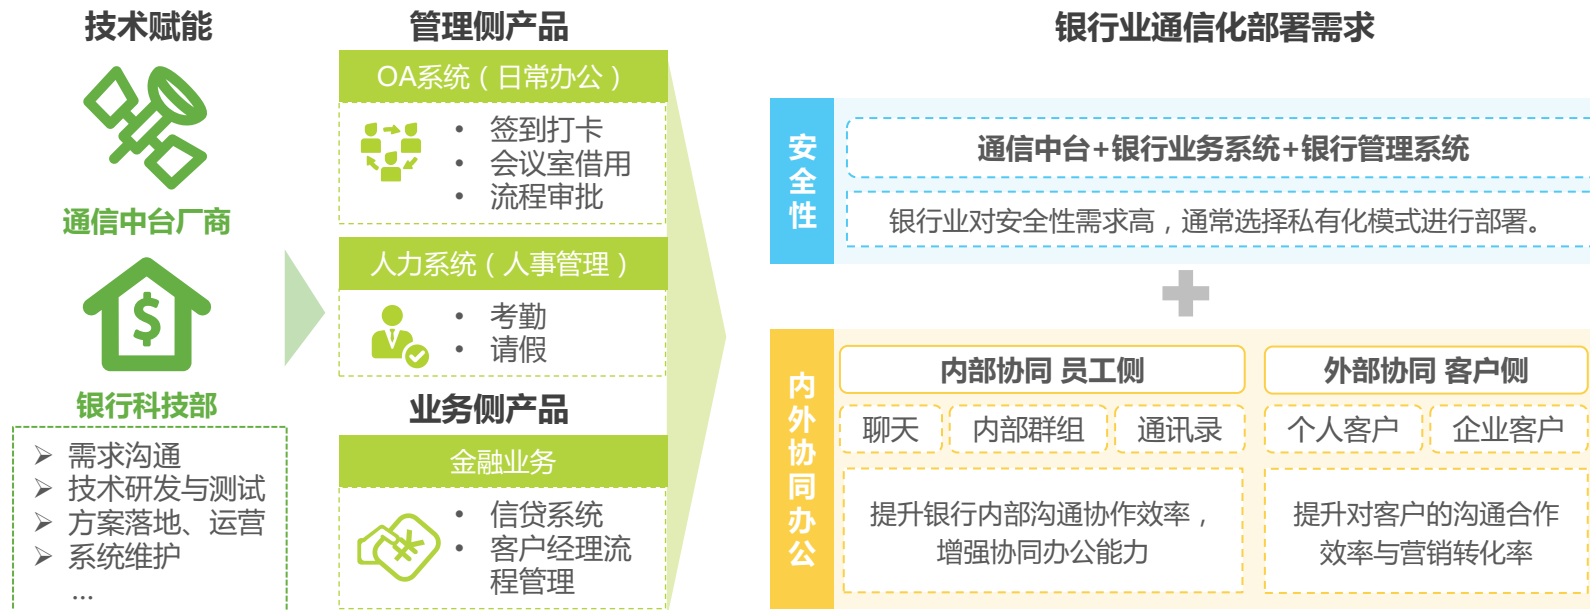 技术赋能
通信中台厂商
银行科技部
➢ 需求沟通
➢ 技术研发与测试
➢ 方案落地、运营
➢ 系统维护
...
管理侧产品
OA系统（日常办公）
• 签到打卡
• 会议室借用
• 流程审批
人力系统（人事管理）
• 考勤
• 请假
业务侧产品
金融业务
• 信贷系统
• 客户经理流
程管理
银行业通信化部署需求
安全性
通信中台+银行业务系统+银行管理系统
银行业对安全性需求高，通常选择私有化模式进行部署。
内外协同办公
内部协同 员工侧
聊天
内部群组
通讯录
提升银行内部沟通协作效率，
增强协同办公能力
外部协同 客户侧
个人客户
企业客户
提升对客户的沟通合作
效率与营销转化率